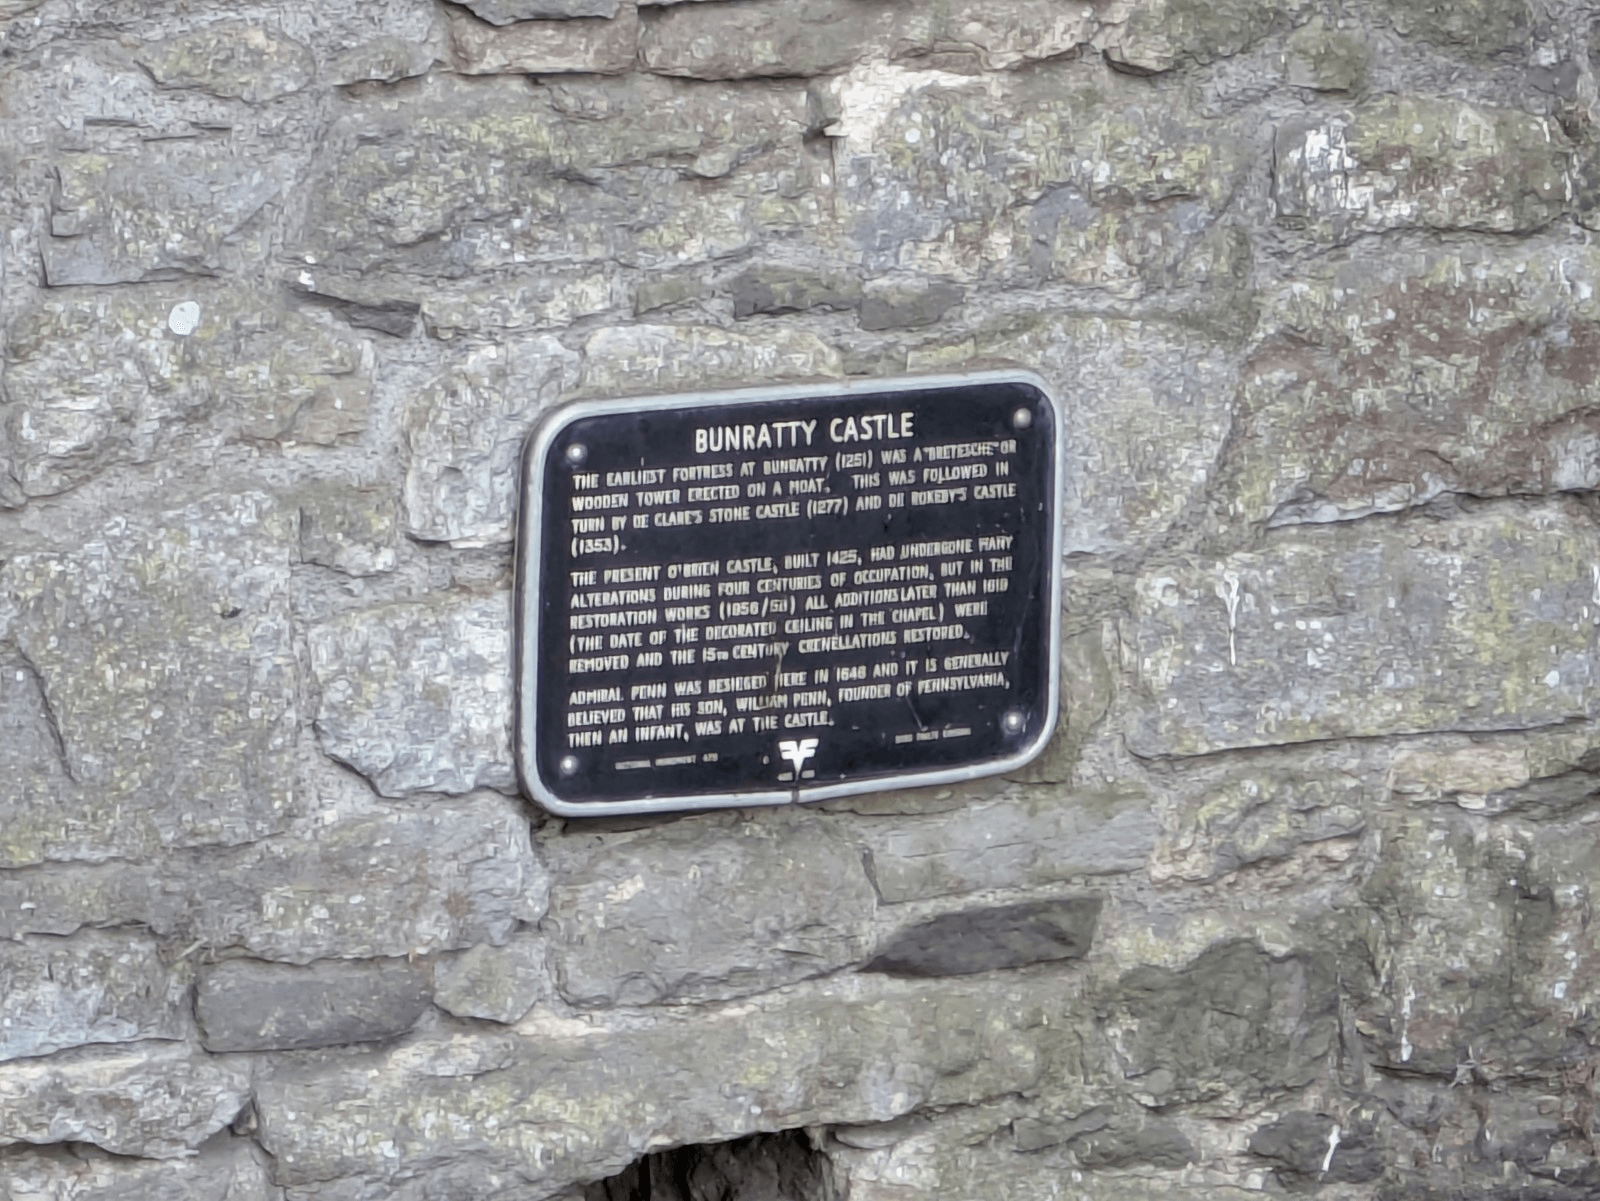 BUNRATTY CASTLE
THE EARLIEST FORTRESS AT BUNRATTY (1251) WAS A "BRETESCHE" OR
WOODEN TOWER ERECTED ON A MOAT. THIS WAS FOLLOWED IN
TURN BY DE CLARE'S STONE CASTLE (1277) AND DE ROKEBY'S CASTLE
(1353).
THE PRESENT O'BRIEN CASTLE, BUILT 1425, HAD UNDERGONE MANY
ALTERATIONS DURING FOUR CENTURIES OF OCCUPATION, BUT IN THE
RESTORATION WORKS ALL ADDITIONS LATER THAN
(THE DATE OF THE DECORATED CEILING IN THE CHAPEL) WERE
REMOVED AND THE 15TH CENTURY CRENELLATIONS RESTORED.
ADMIRAL PENN WAS BESIEGED HERE IN 1646 AND IT IS GENERALLY
BELIEVED THAT HIS SON, WILLIAM PENN, FOUNDER OF PENNSYLVANIA,
THEN AN INFANT, WAS AT THE CASTLE.
NATIONAL MONUMENT